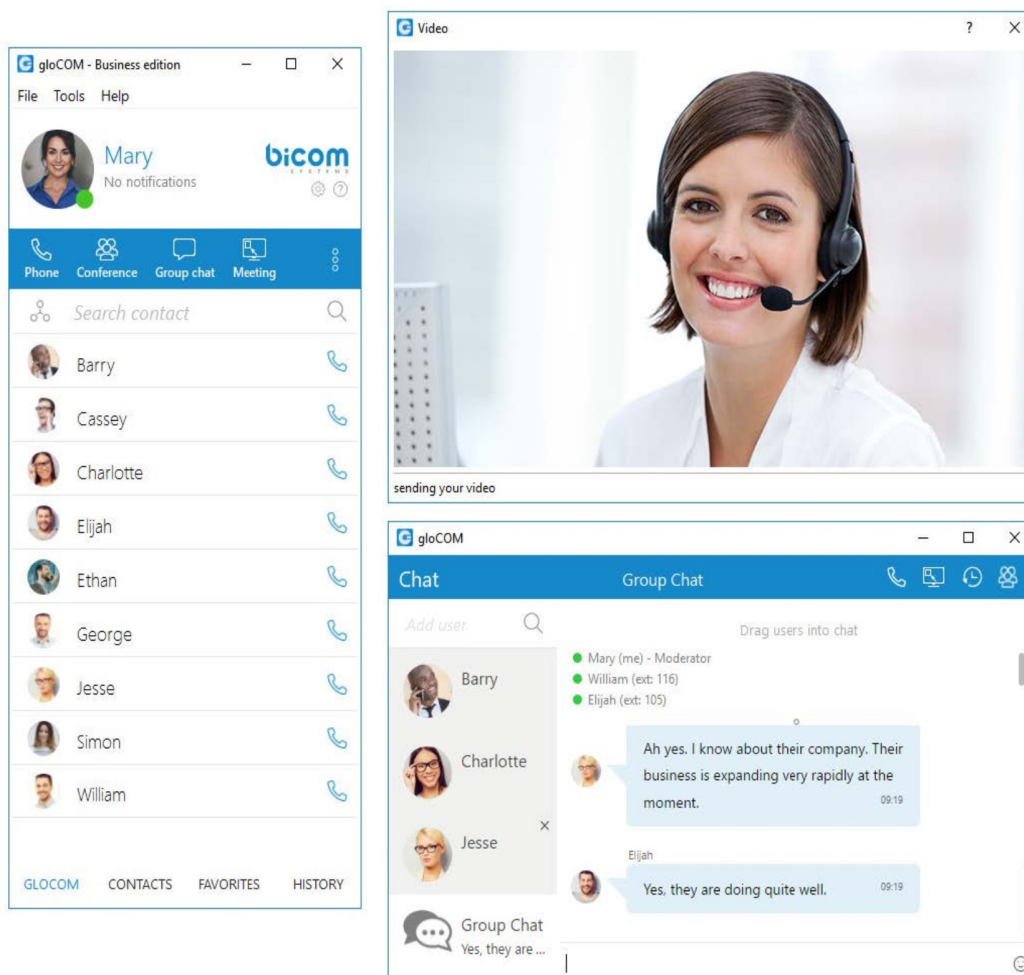 gloCOM - Business edition
File Tools Help
Mary
No notifications
bicom
SYSTEMS
Phone Conference Group chat Meeting
Search contact
Barry
Cassey
Charlotte
Elijah
Ethan
George
Jesse
Simon
William
GLOCOM CONTACTS FAVORITES HISTORY
Video
sending your video
gloCOM
Chat
Group Chat
Add user
Barry
Charlotte
Jesse
Group Chat
Yes, they are ...
Drag users into chat
Mary (me) - Moderator
William (ext: 116)
Elijah (ext: 105)
Ah yes. I know about their company. Their
business is expanding very rapidly at the
moment.
09:19
Elijah
Yes, they are doing quite well.
09:19